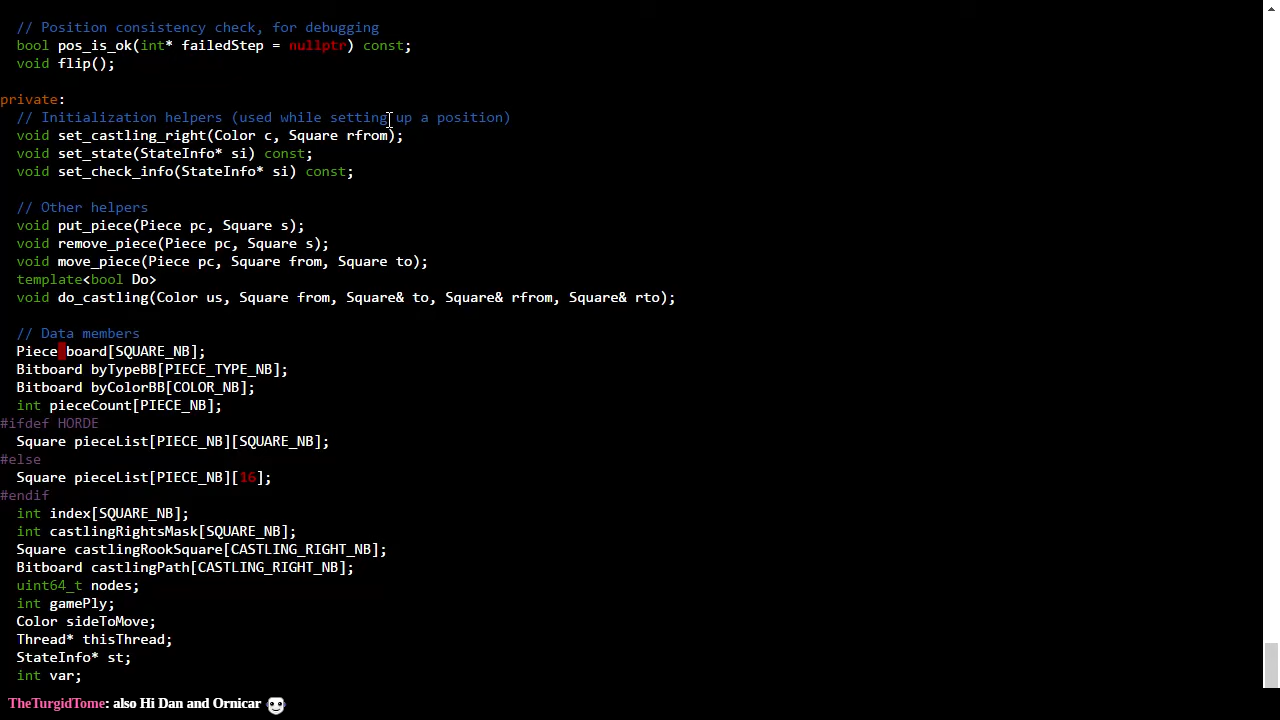 // Position consistency check, for debugging
bool pos_is_ok(int* failedStep = nullptr) const;
void flip();
private:
// Initialization helpers (used while setting up a position)
void set_castling_right(Color c, Square rfrom);
void set_state(StateInfo* si) const;
void set_check_info(StateInfo* si) const;
// Other helpers
void put_piece(Piece pc, Square s);
void remove_piece(Piece pc, Square s);
void move_piece(Piece pc, Square from, Square to);
template<bool Do>
void do_castling(Color us, Square from, Square& to, Square& rfrom, Square& rto);
// Data members
Piece board[SQUARE_NB];
Bitboard byTypeBB[PIECE_TYPE_NB];
Bitboard byColorBB[COLOR_NB];
int pieceCount[PIECE_NB];
#ifdef HORDE
Square pieceList[PIECE_NB][SQUARE_NB];
#else
Square pieceList[PIECE_NB][16];
#endif
int index[SQUARE_NB];
int castlingRightsMask[SQUARE_NB];
Square castlingRookSquare[CASTLING_RIGHT_NB];
Bitboard castlingPath[CASTLING_RIGHT_NB];
uint64_t nodes;
int gamePly;
Color sideToMove;
Thread* thisThread;
StateInfo* st;
int var;
TheTurgidTome: also Hi Dan and Ornicar